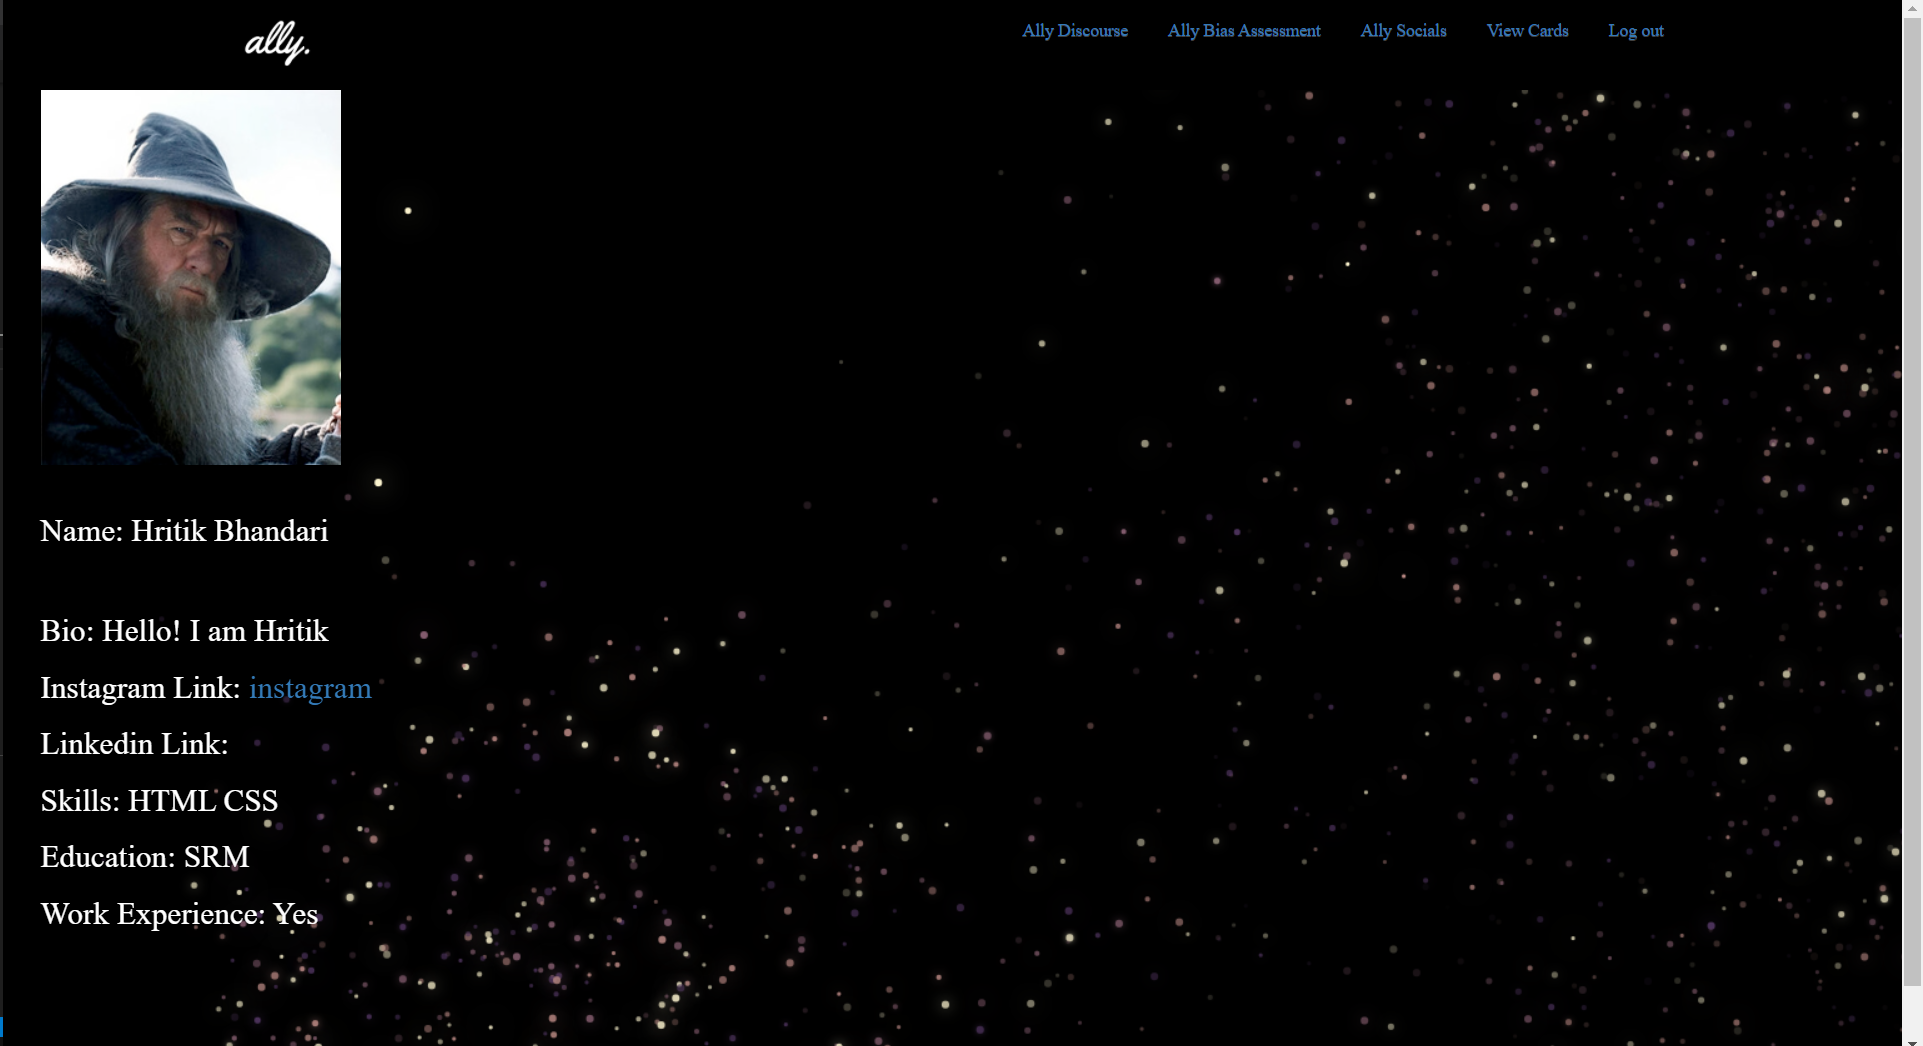 ally.
Ally Discourse Ally Bias Assessment Ally Socials View Cards Log out
Name: Hritik Bhandari
Bio: Hello! I am Hritik
Instagram Link: instagram
Linkedin Link:
Skills: HTML CSS
Education: SRM
Work Experience: Yes